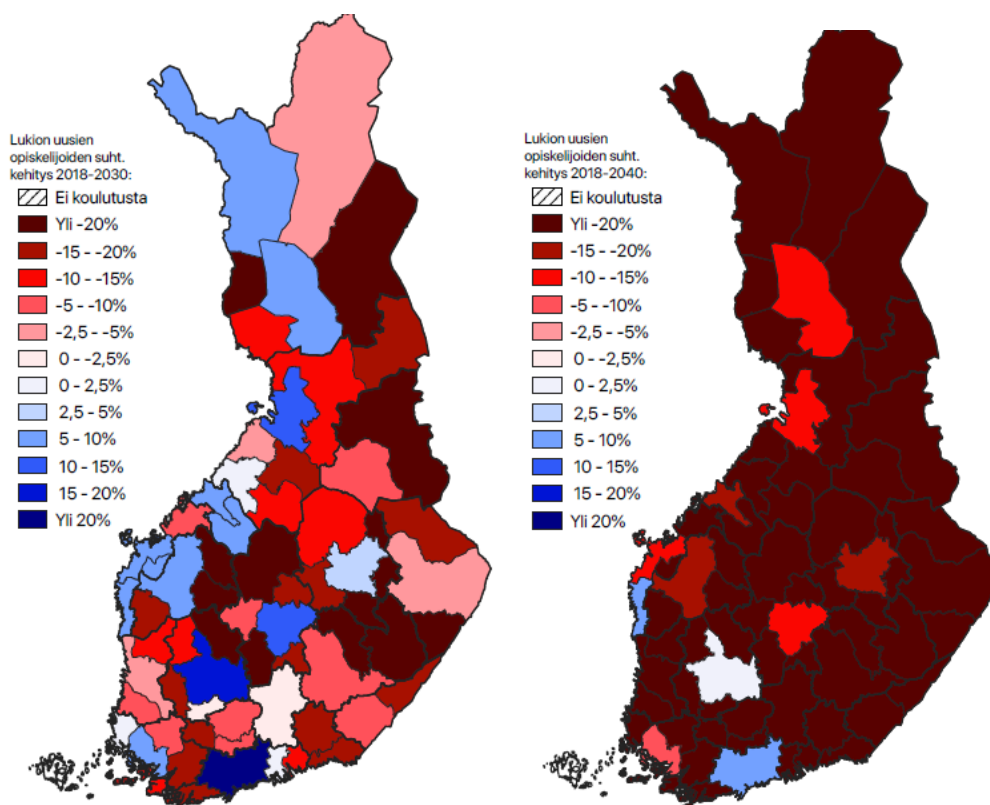 Lukion uusien
opiskelijoiden suht.
kehitys 2018-2030:
Ei koulutusta
Yli -20%
-15 - -20%
-10 - -15%
-5 - -10%
-2,5 - -5%
0 - -2,5%
0 - 2,5%
2,5 - 5%
5 - 10%
10 - 15%
15 - 20%
Yli 20%
Lukion uusien
opiskelijoiden suht.
kehitys 2018-2040:
Ei koulutusta
Yli -20%
-15 - -20%
-10 - -15%
-5 - -10%
-2,5 - -5%
0 - -2,5%
0 - 2,5%
2,5 - 5%
5 - 10%
10 - 15%
15 - 20%
Yli 20%